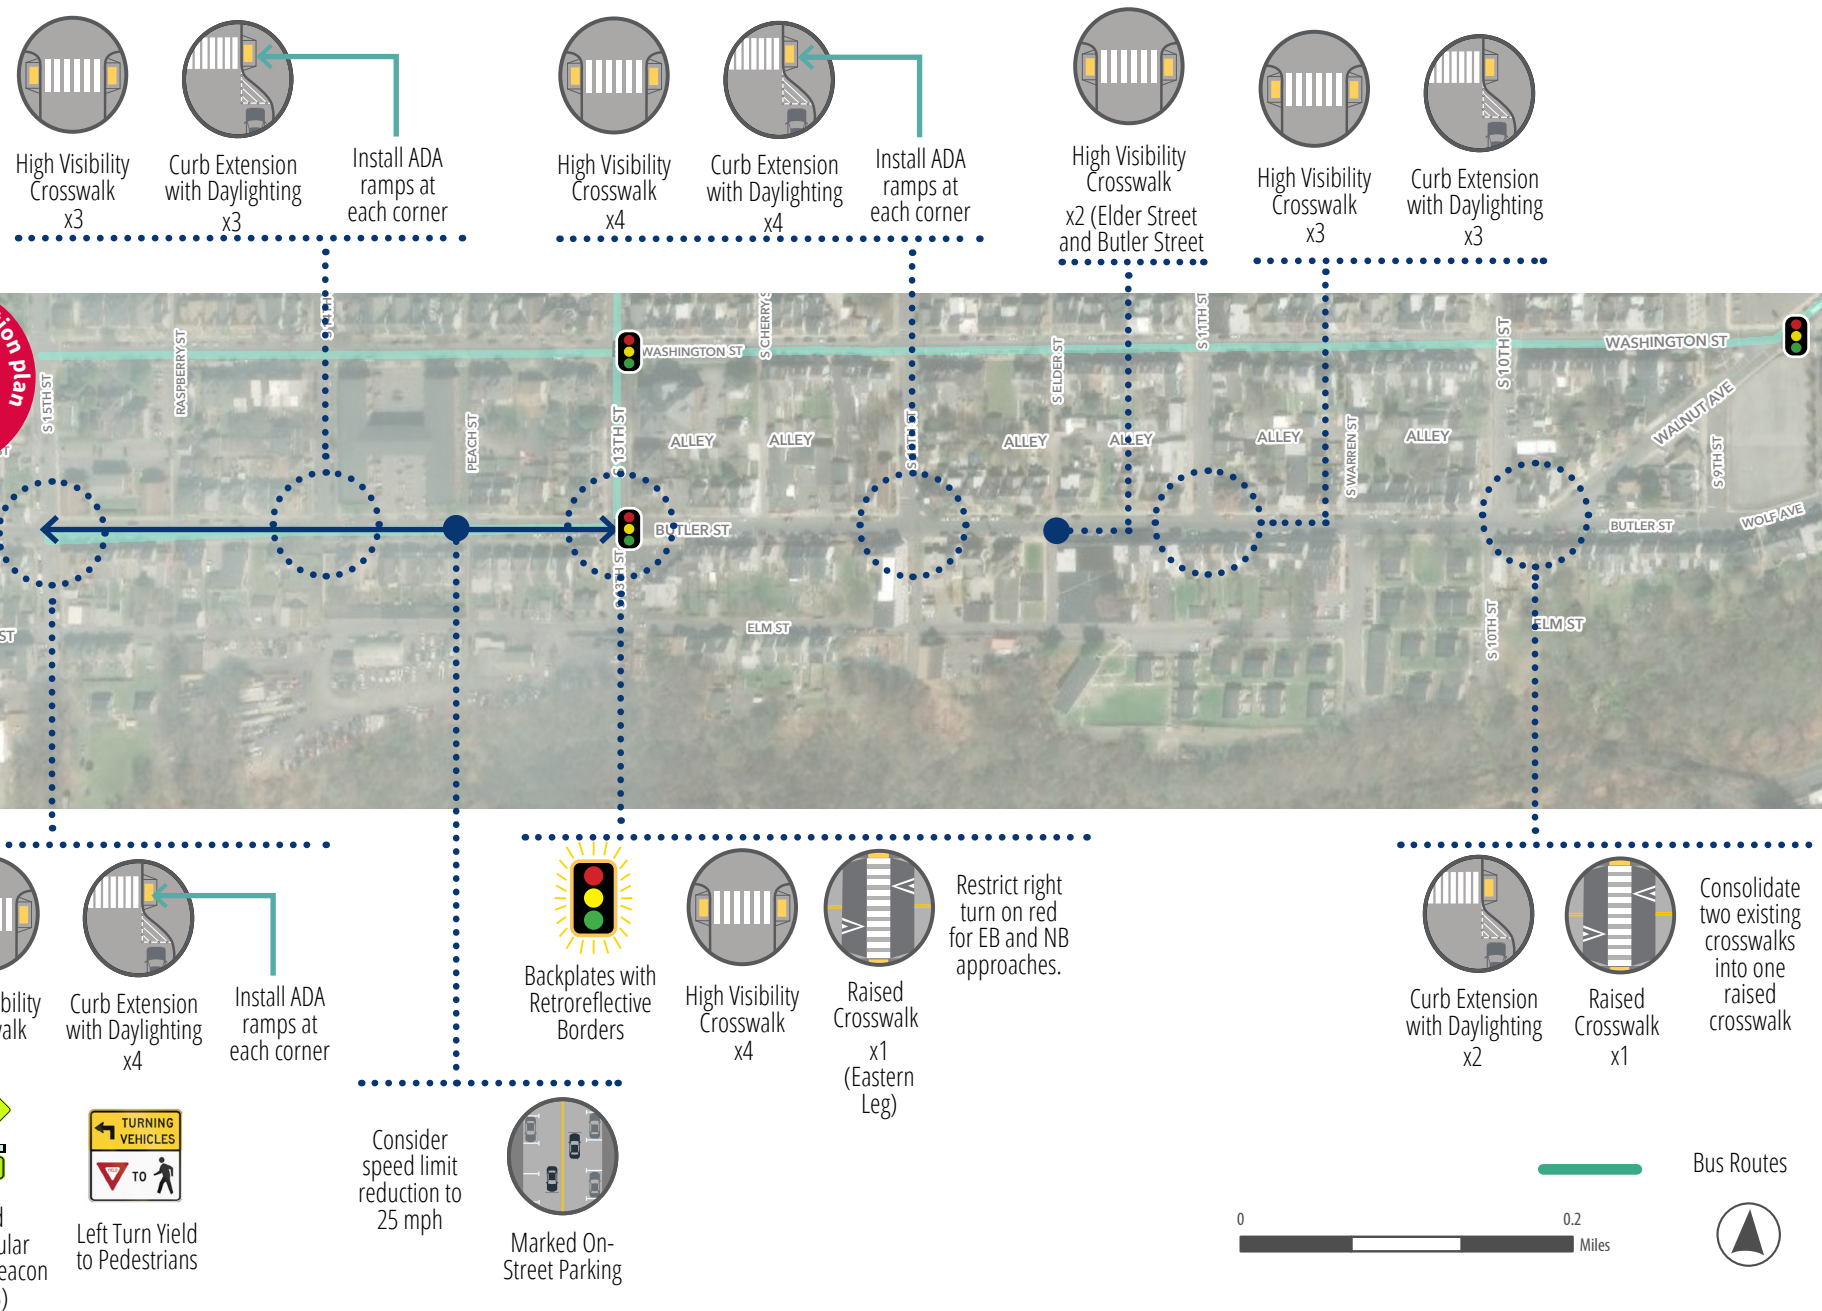 High Visibility
Crosswalk
x3
Curb Extension
with Daylighting
x3
Install ADA
ramps at
each corner
High Visibility
Crosswalk
x4
Curb Extension
with Daylighting
x4
Install ADA
ramps at
each corner
High Visibility
Crosswalk
x2 (Elder Street
and Butler Street
High Visibility
Crosswalk
x3
Curb Extension
with Daylighting
x3
plan
S 15TH ST
RASPBERRY ST
S 14TH
PEACH ST
S 13TH ST
S 13TH ST
WASHINGTON ST
S CHERRY S
ALLEY
ALLEY
S ELDER ST
ALLEY
ALLEY
S 11TH ST
ALLEY
S WARREN ST
ALLEY
S 10TH ST
WASHINGTON ST
WALNUT AVE
S 9TH ST
BUTLER ST
BUTLER ST
WOLF AVE
ST
ELM ST
S 10TH ST
ELM ST
Curb Extension
with Daylighting
x4
Install ADA
ramps at
each corner
Backplates with
Retroreflective
Borders
High Visibility
Crosswalk
x4
Raised
Crosswalk
x1
(Eastern
Leg)
Restrict right
turn on red
for EB and NB
approaches.
Curb Extension
with Daylighting
x2
Raised
Crosswalk
x1
Consolidate
two existing
crosswalks
into one
raised
crosswalk
TURNING
VEHICLES
TO
Left Turn Yield
to Pedestrians
Consider
speed limit
reduction to
25 mph
Marked On-
Street Parking
Bus Routes
0
0.2
Miles